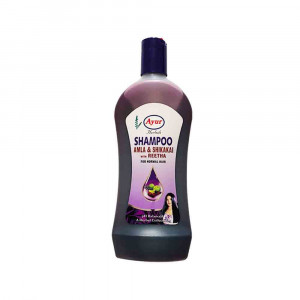 Ayur
Herbals
SHAMPOO
AMLA & SHIKAKAI
WITH REETHA
FOR NORMAL HAIR